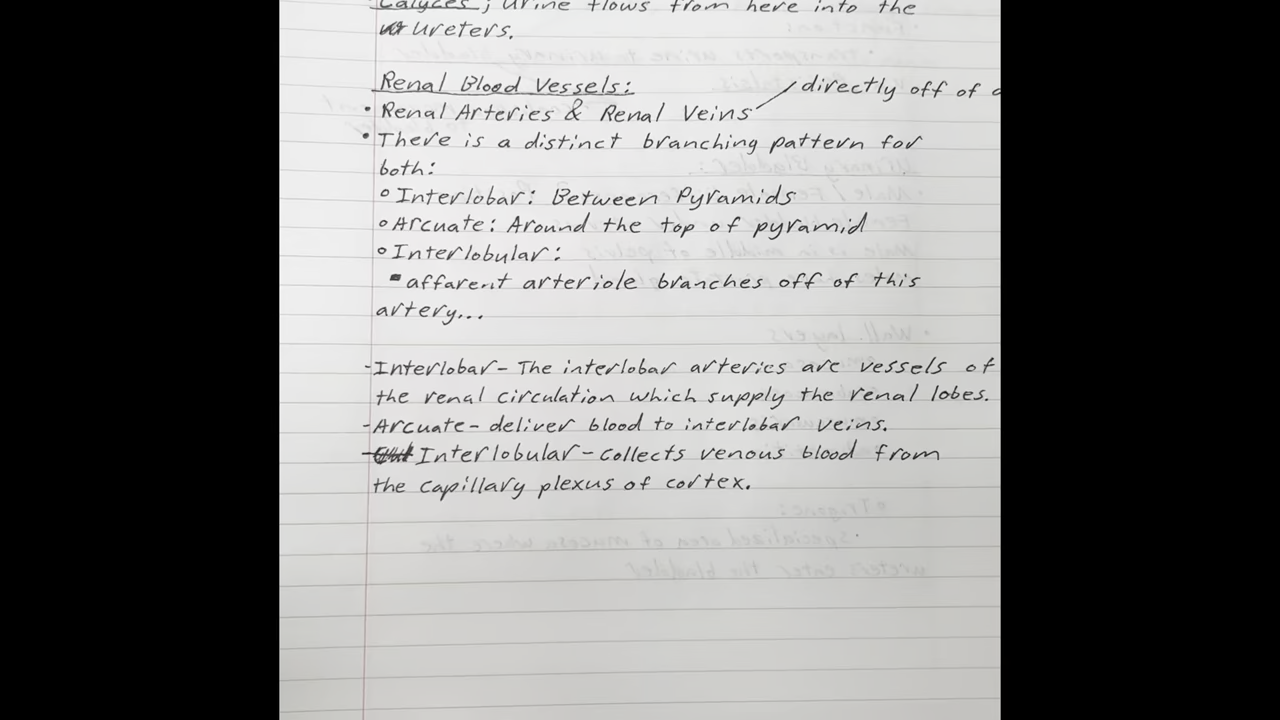 Calyces; Urine flows from here into the
ureters.
Renal Blood Vessels:
directly off of
• Renal Arteries & Renal Veins
• There is a distinct branching pattern for
both:
◦ Interlobar: Between Pyramids
◦ Arcuate: Around the top of pyramid
◦ Interlobular:
▪ affarent arteriole branches off of this
artery...
- Interlobar - The interlobar arteries are vessels of
the renal circulation which supply the renal lobes.
- Arcuate - deliver blood to interlobar veins.
- Interlobular - collects venous blood from
the capillary plexus of cortex.